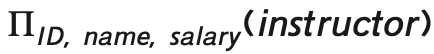 Π_ID, name, salary(instructor)